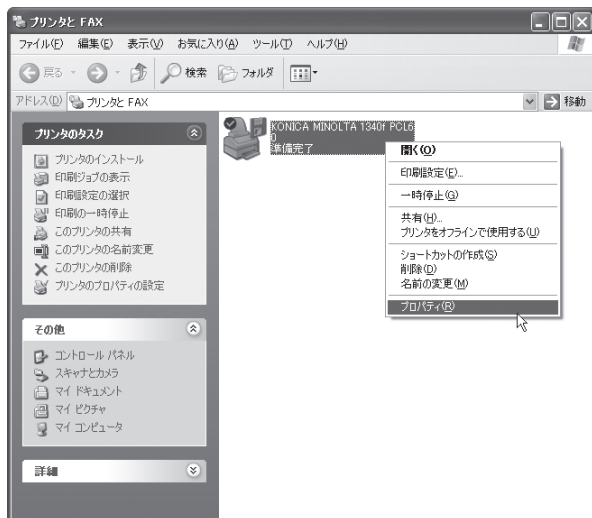 プリンタと FAX
ファイル(F) 編集(E) 表示(V) お気に入り(A) ツール(T) ヘルプ(H)
戻る 検索 フォルダ
アドレス(D) プリンタと FAX 移動
プリンタのタスク
プリンタのインストール
印刷ジョブの表示
印刷設定の選択
印刷の一時停止
このプリンタの共有
このプリンタの名前変更
このプリンタの削除
プリンタのプロパティの設定
その他
コントロール パネル
スキャナとカメラ
マイ ドキュメント
マイ ピクチャ
マイ コンピュータ
詳細
KONICA MINOLTA 1340f PCL6
0
準備完了
開く(O)
印刷設定(E)...
一時停止(G)
共有(H)...
プリンタをオフラインで使用する(U)
ショートカットの作成(S)
削除(D)
名前の変更(M)
プロパティ(R)